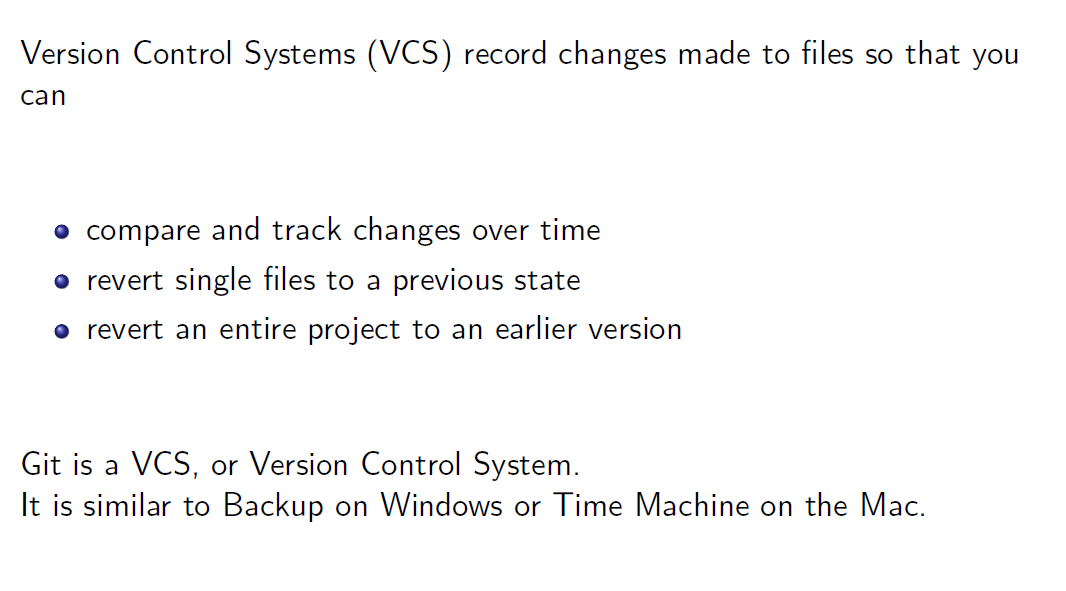 Version Control Systems (VCS) record changes made to files so that you
can
compare and track changes over time
revert single files to a previous state
revert an entire project to an earlier version
Git is a VCS, or Version Control System.
It is similar to Backup on Windows or Time Machine on the Mac.